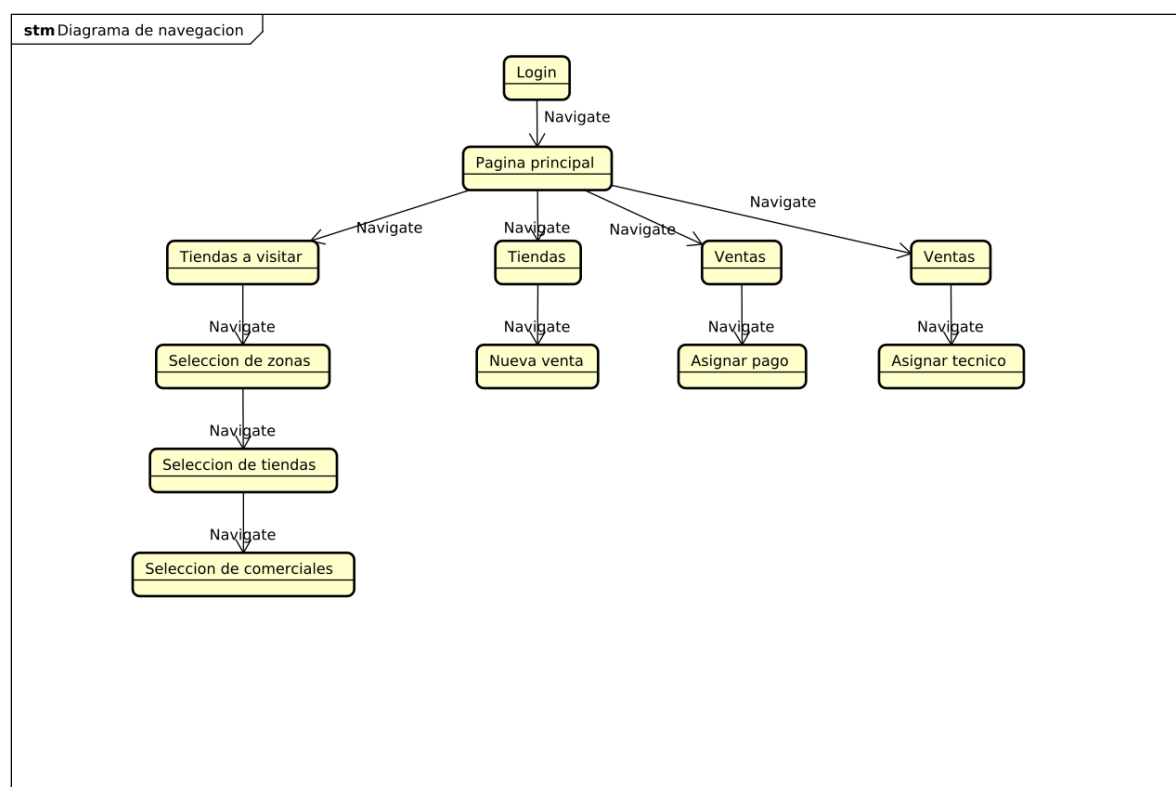 stm Diagrama de navegacion
Login
Navigate
Pagina principal
Navigate
Navigate
Navigate
Navigate
Tiendas a visitar
Tiendas
Ventas
Ventas
Navigate
Navigate
Navigate
Navigate
Seleccion de zonas
Nueva venta
Asignar pago
Asignar tecnico
Navigate
Seleccion de tiendas
Navigate
Seleccion de comerciales